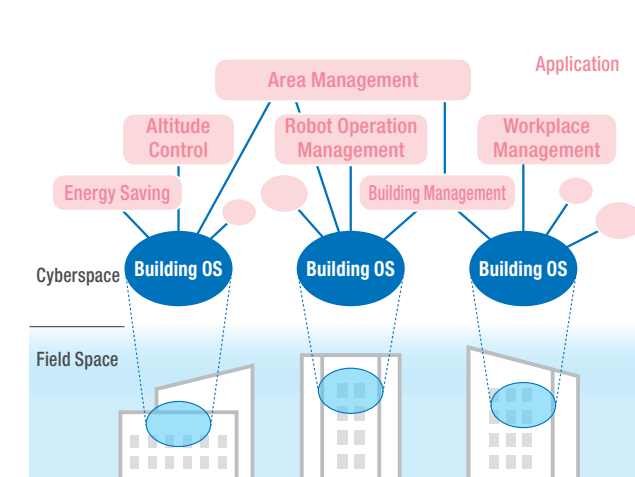 Application
Area Management
Altitude
Control
Robot Operation
Management
Workplace
Management
Energy Saving
Building Management
Cyberspace
Building OS
Building OS
Building OS
Field Space